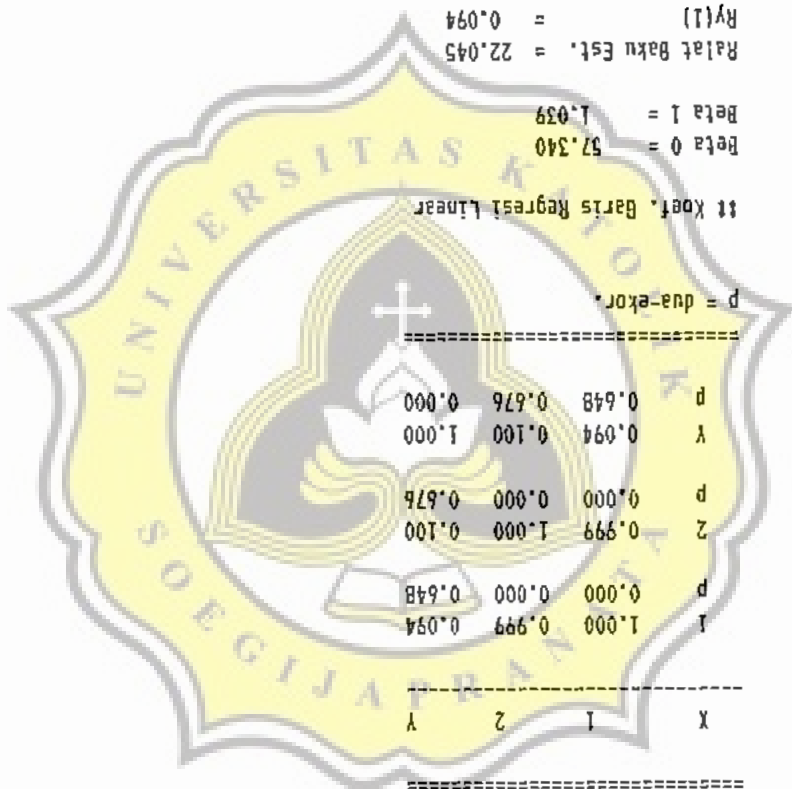 ====================================
X 1 2 Y
------------------------------------
1 1.000 0.999 0.094
p 0.000 0.000 0.648

2 0.999 1.000 0.100
p 0.000 0.000 0.676

Y 0.094 0.100 1.000
p 0.648 0.676 0.000
====================================
p = dua-ekor.

** Koef. Garis Regresi Linear

Beta 0 = 57.340
Beta 1 = 1.039

Ralat Baku Est. = 22.045
Ry(1) = 0.094
UNIVERSITAS KATOLIK
SOEGIJAPRANATA